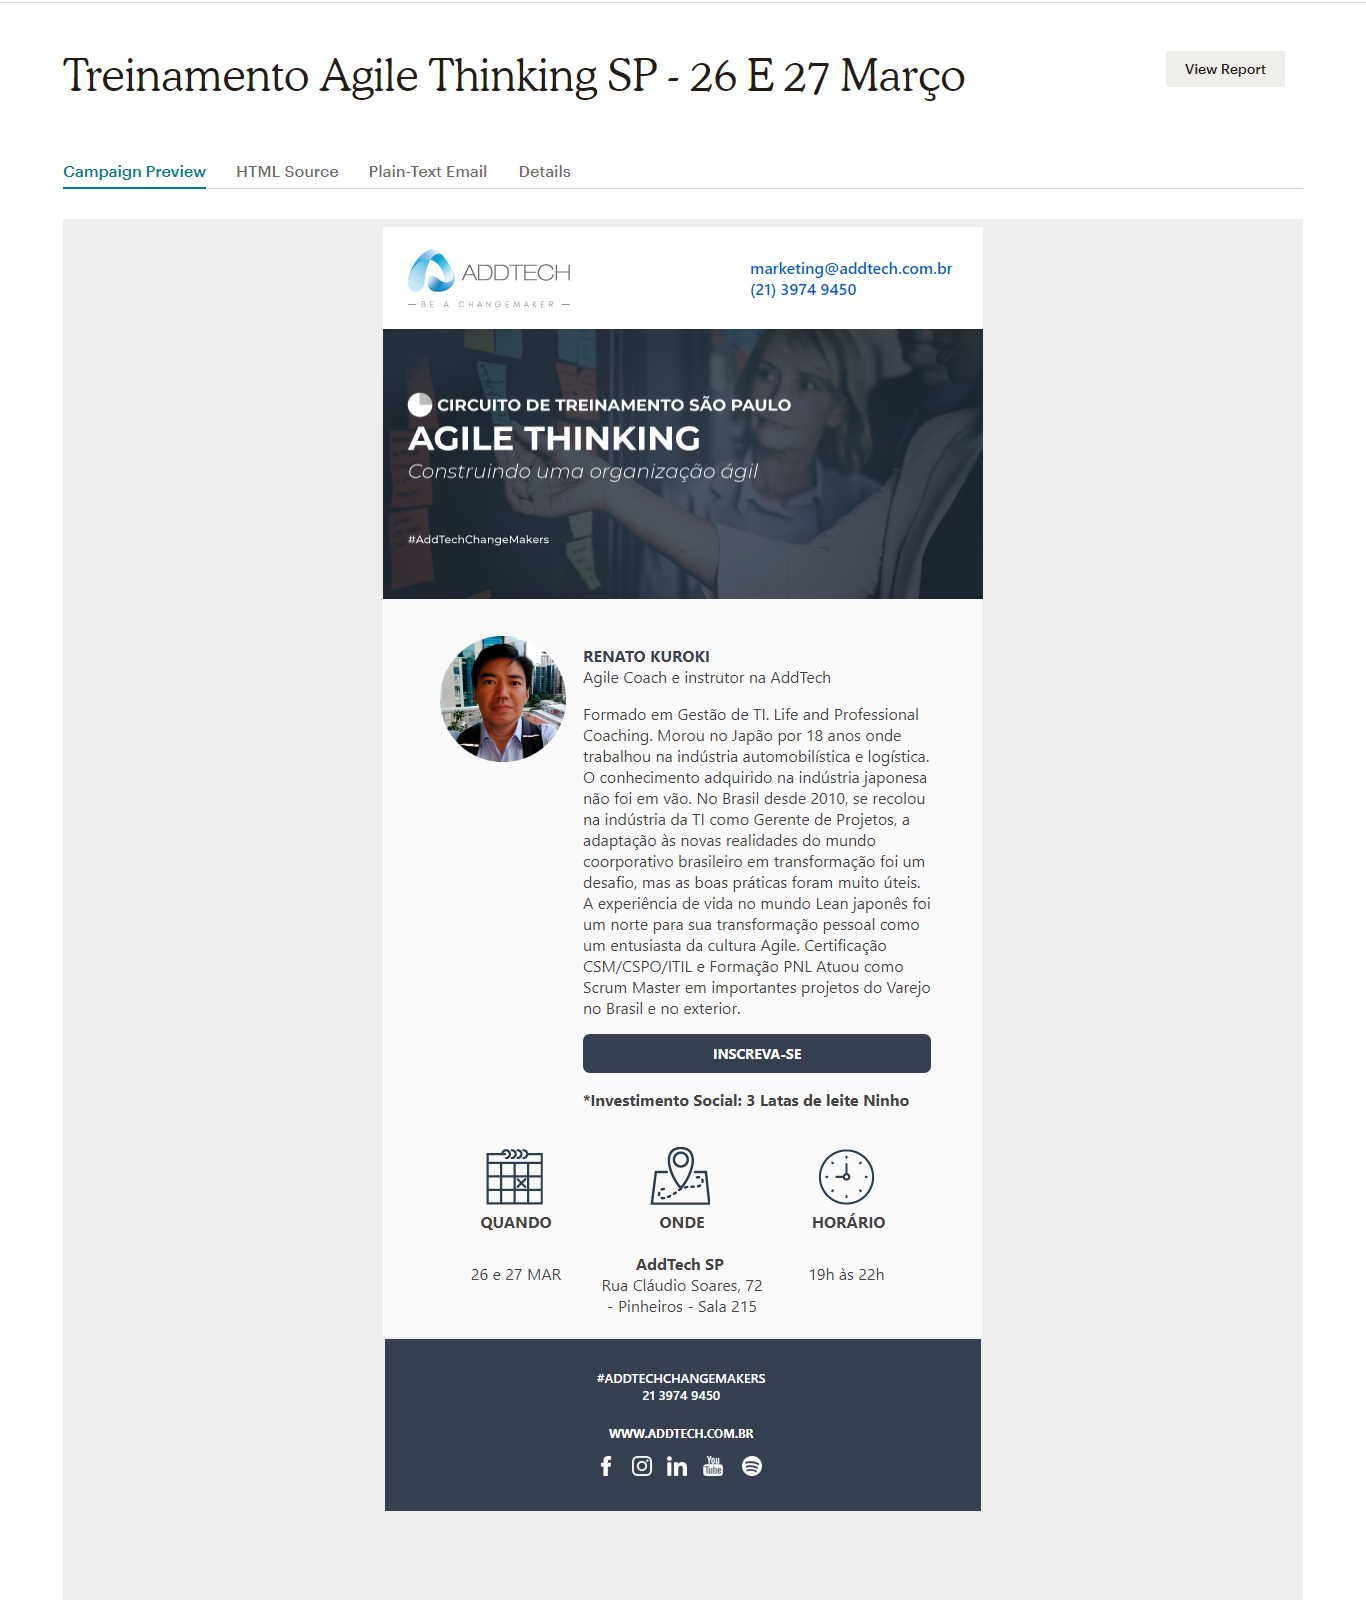 Treinamento Agile Thinking SP - 26 E 27 Março
View Report
Campaign Preview
HTML Source
Plain-Text Email
Details
ADDTECH
BE A CHANGEMAKER
marketing@addtech.com.br
(21) 3974 9450
CIRCUITO DE TREINAMENTO SÃO PAULO
AGILE THINKING
Construindo uma organização ágil
#AddTechChangeMakers
RENATO KUROKI
Agile Coach e instrutor na AddTech
Formado em Gestão de TI. Life and Professional
Coaching. Morou no Japão por 18 anos onde
trabalhou na indústria automobilística e logística.
O conhecimento adquirido na indústria japonesa
não foi em vão. No Brasil desde 2010, se recolou
na indústria da TI como Gerente de Projetos, a
adaptação às novas realidades do mundo
coorporativo brasileiro em transformação foi um
desafio, mas as boas práticas foram muito úteis.
A experiência de vida no mundo Lean japonês foi
um norte para sua transformação pessoal como
um entusiasta da cultura Agile. Certificação
CSM/CSPO/ITIL e Formação PNL Atuou como
Scrum Master em importantes projetos do Varejo
no Brasil e no exterior.
INSCREVA-SE
*Investimento Social: 3 Latas de leite Ninho
QUANDO
26 e 27 MAR
ONDE
AddTech SP
Rua Cláudio Soares, 72
- Pinheiros - Sala 215
HORÁRIO
19h às 22h
#ADDTECHCHANGEMAKERS
21 3974 9450
WWW.ADDTECH.COM.BR
You
Tube